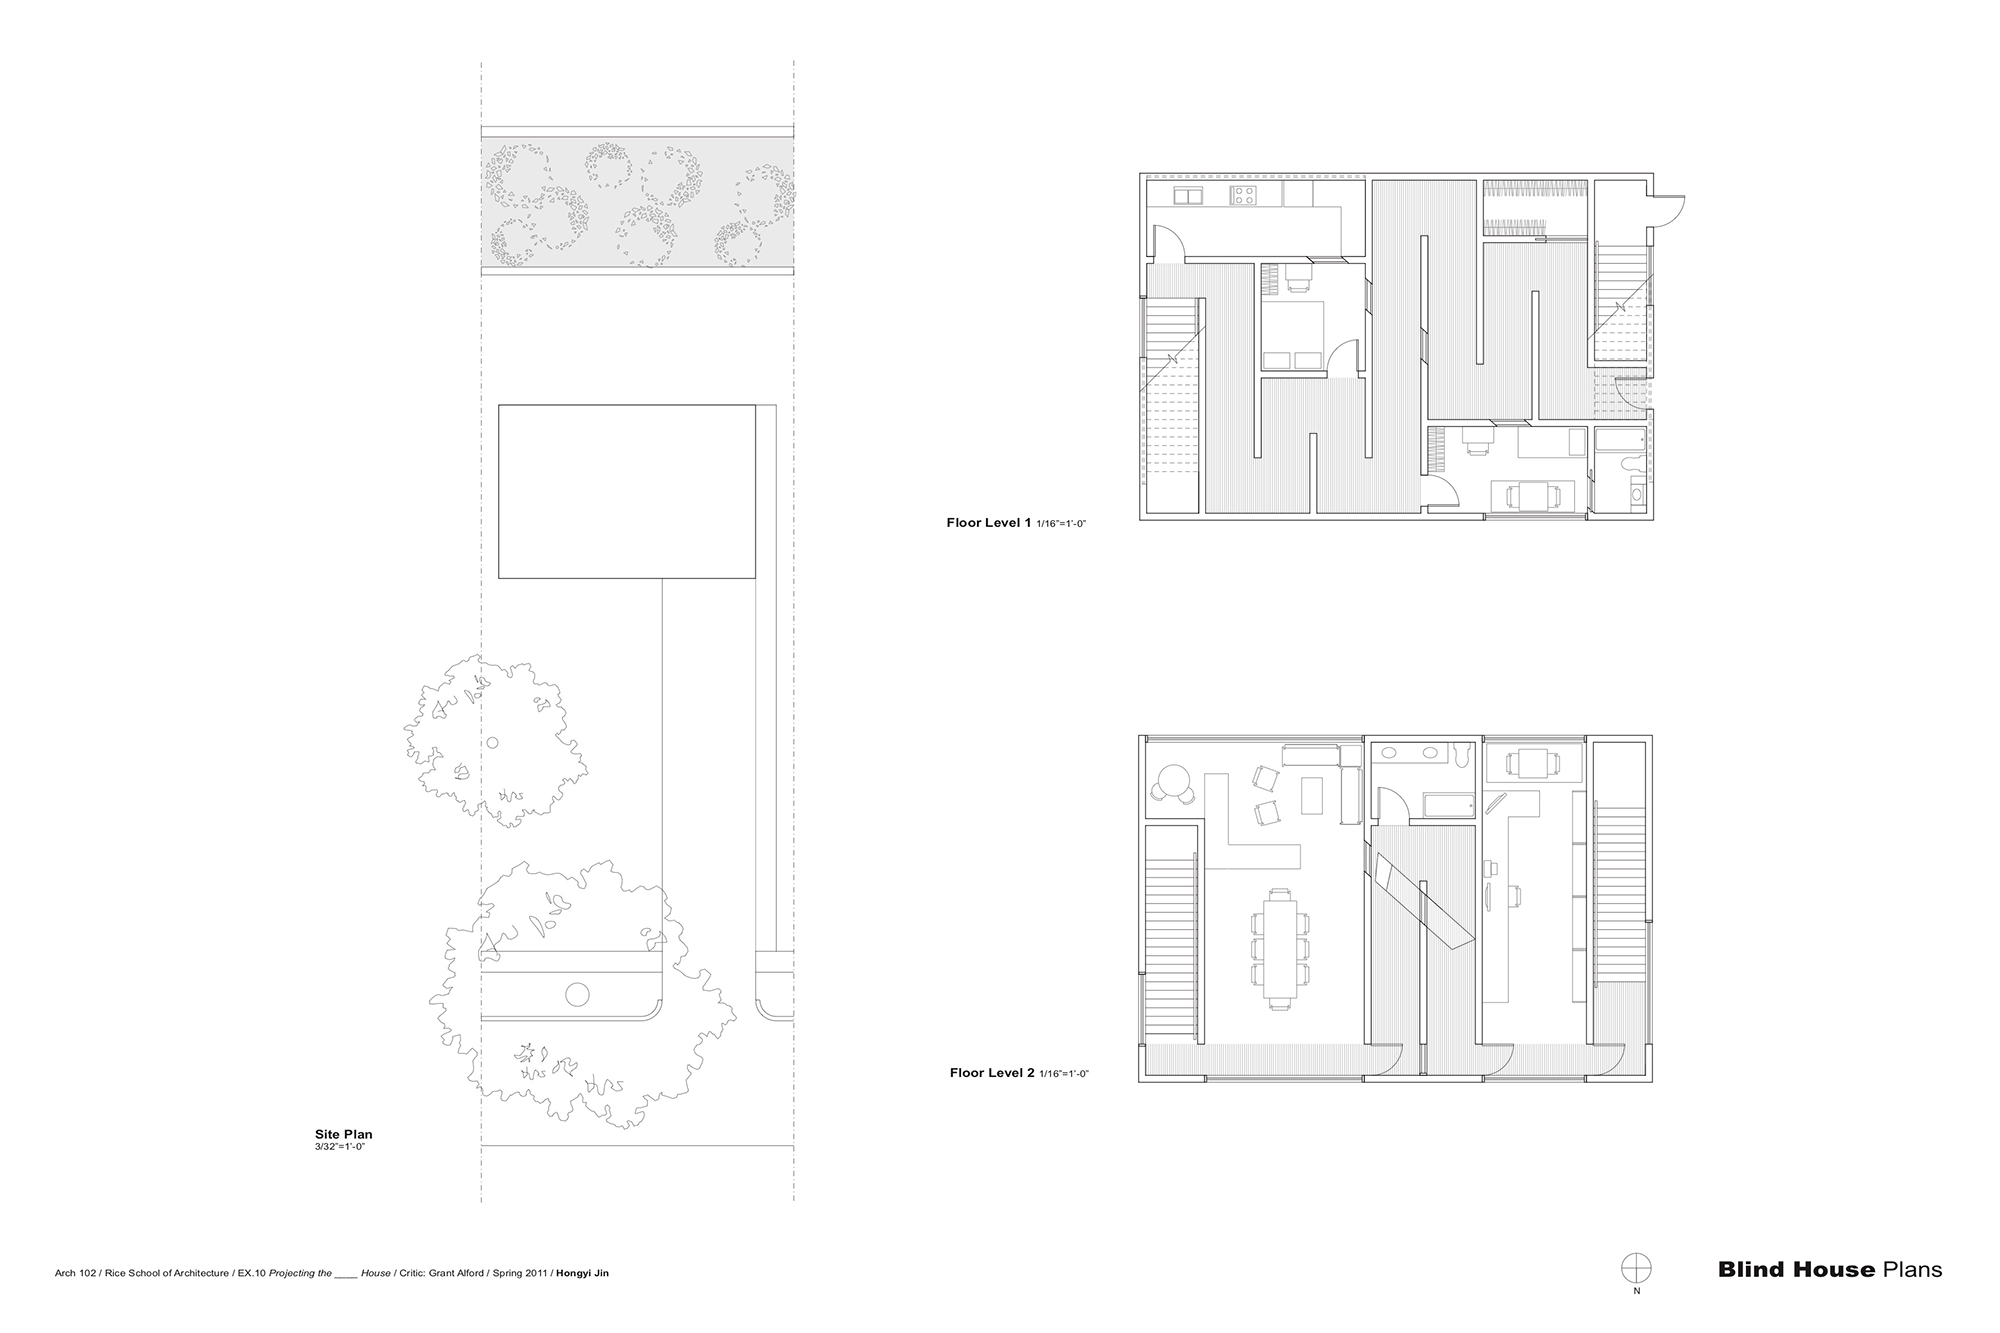 Floor Level 1 1/16"=1'-0"
Floor Level 2 1/16"=1'-0"
Site Plan
3/32"=1'-0"
Arch 102 / Rice School of Architecture / EX.10 Projecting the ____ House / Critic: Grant Alford / Spring 2011 / Hongyi Jin
N
Blind House Plans